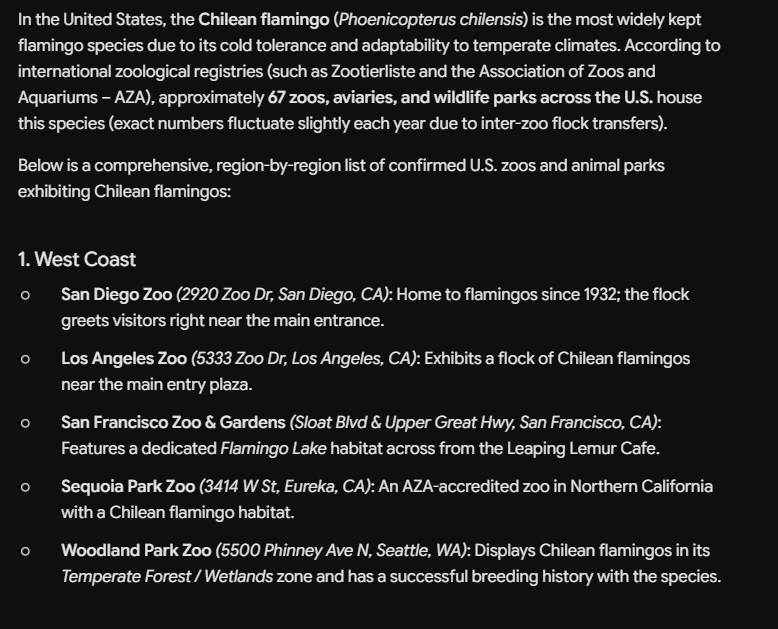 In the United States, the Chilean flamingo (Phoenicopterus chilensis) is the most widely kept
flamingo species due to its cold tolerance and adaptability to temperate climates. According to
international zoological registries (such as Zootierliste and the Association of Zoos and
Aquariums – AZA), approximately 67 zoos, aviaries, and wildlife parks across the U.S. house
this species (exact numbers fluctuate slightly each year due to inter-zoo flock transfers).
Below is a comprehensive, region-by-region list of confirmed U.S. zoos and animal parks
exhibiting Chilean flamingos:
1. West Coast
San Diego Zoo (2920 Zoo Dr, San Diego, CA): Home to flamingos since 1932; the flock
greets visitors right near the main entrance.
Los Angeles Zoo (5333 Zoo Dr, Los Angeles, CA): Exhibits a flock of Chilean flamingos
near the main entry plaza.
San Francisco Zoo & Gardens (Sloat Blvd & Upper Great Hwy, San Francisco, CA):
Features a dedicated Flamingo Lake habitat across from the Leaping Lemur Cafe.
Sequoia Park Zoo (3414 W St, Eureka, CA): An AZA-accredited zoo in Northern California
with a Chilean flamingo habitat.
Woodland Park Zoo (5500 Phinney Ave N, Seattle, WA): Displays Chilean flamingos in its
Temperate Forest / Wetlands zone and has a successful breeding history with the species.